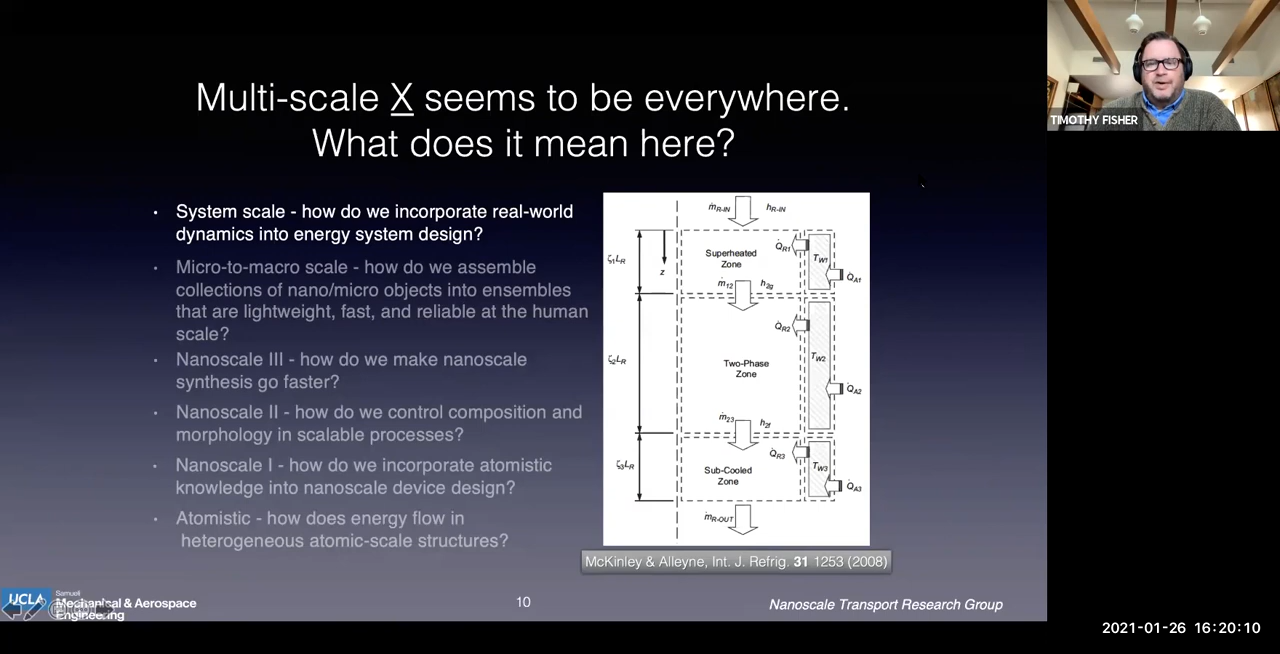 Multi-scale X seems to be everywhere.
What does it mean here?
TIMOTHY FISHER
· System scale - how do we incorporate real-world
dynamics into energy system design?
· Micro-to-macro scale - how do we assemble
collections of nano/micro objects into ensembles
that are lightweight, fast, and reliable at the human
scale?
· Nanoscale III - how do we make nanoscale
synthesis go faster?
· Nanoscale II - how do we control composition and
morphology in scalable processes?
· Nanoscale I - how do we incorporate atomistic
knowledge into nanoscale device design?
· Atomistic - how does energy flow in
heterogeneous atomic-scale structures?
ṁR-IN hR-IN
ζ1LR
z
Superheated
Zone
Q̇R1
TW1
Q̇A1
ṁ12 h2g
ζ2LR
Two-Phase
Zone
Q̇R2
TW2
Q̇A2
ṁ23 h2f
ζ3LR
Sub-Cooled
Zone
Q̇R3
TW3
Q̇A3
ṁR-OUT
McKinley & Alleyne, Int. J. Refrig. 31 1253 (2008)
UCLA
Samueli
Mechanical & Aerospace
Engineering
10
Nanoscale Transport Research Group
2021-01-26 16:20:10